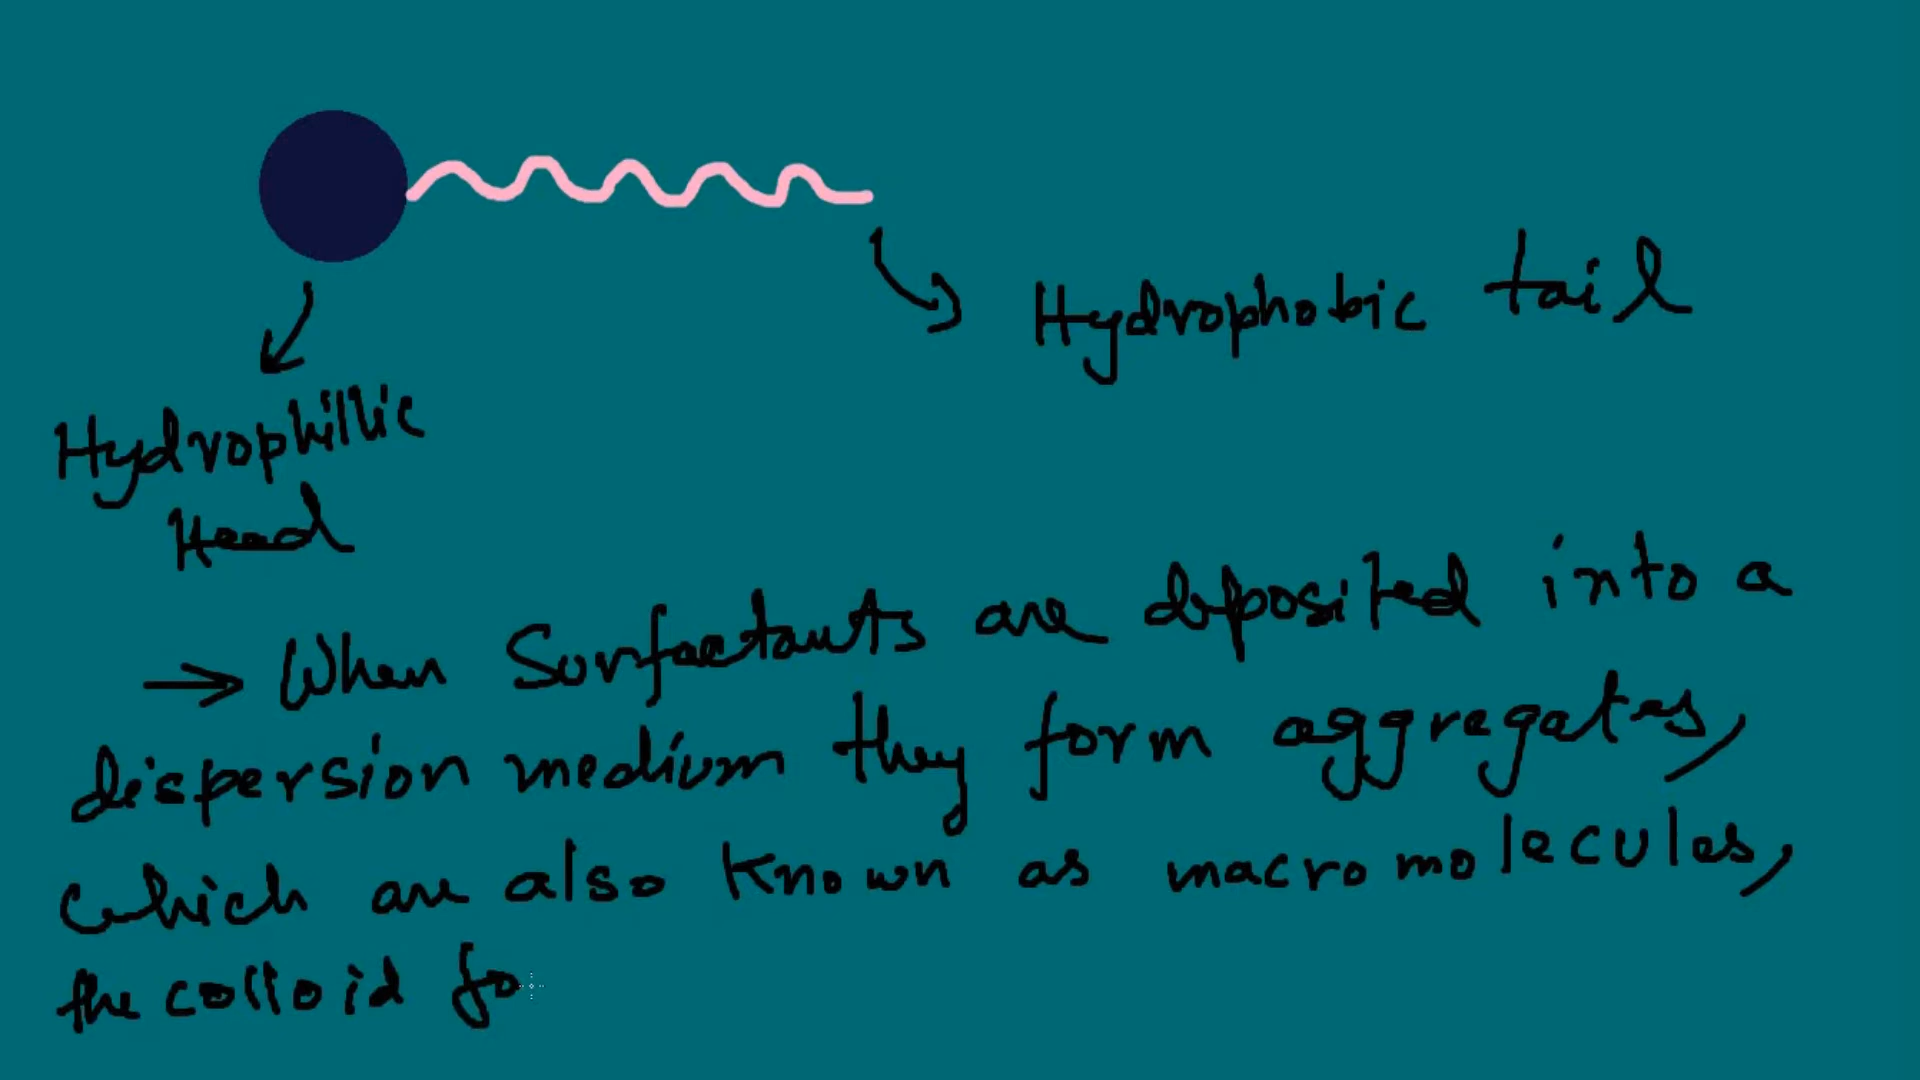 Hydrophobic tail
Hydrophillic
Head
→ When Surfactants are deposited into a
dispersion medium they form aggregates,
which are also known as macromolecules,
the colloid fo